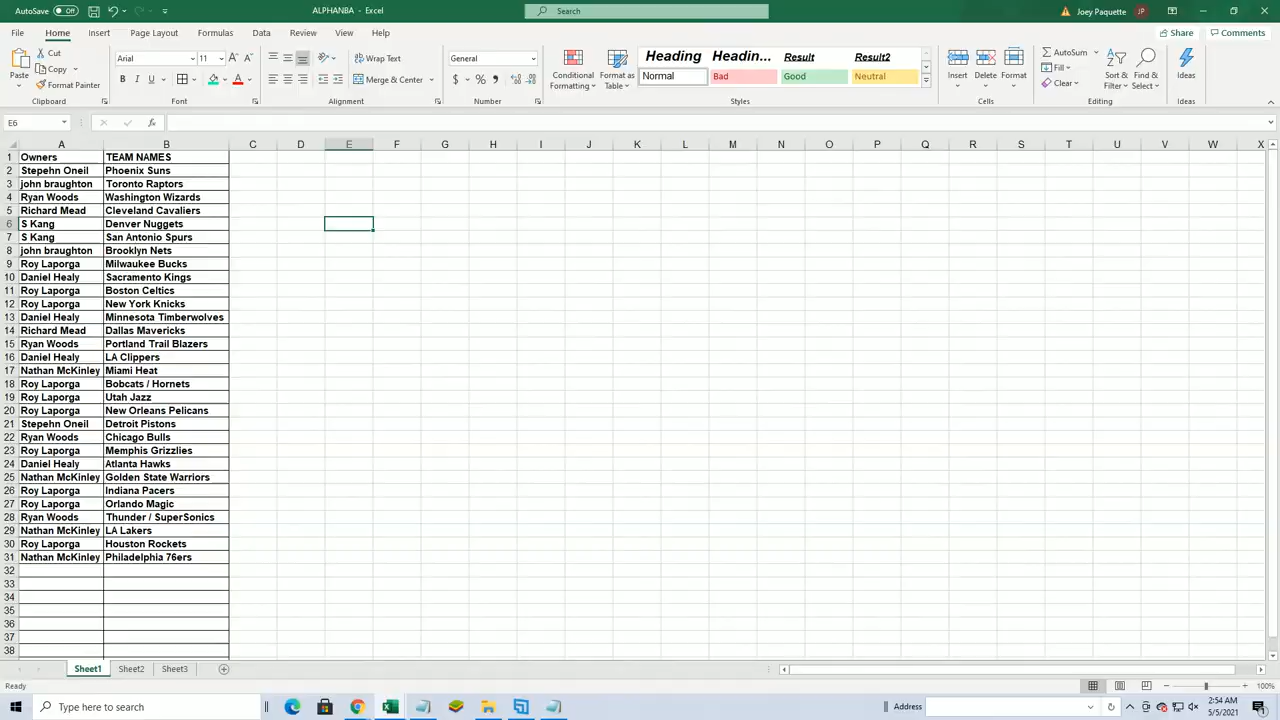 AutoSave Off ALPHANBA - Excel Search Joey Paquette JP
File Home Insert Page Layout Formulas Data Review View Help Share Comments
Paste Cut Copy Format Painter Clipboard
Arial 11 A A B I U A Font
Wrap Text Merge & Center Alignment
General $ % , Number
Conditional Formatting Format as Table
Heading Headin... Result Result2
Normal Bad Good Neutral
Styles
Insert Delete Format Cells
AutoSum Fill Clear Sort & Filter Find & Select Editing
Ideas Ideas
E6 fx
A B C D E F G H I J K L M N O P Q R S T U V W X
1 Owners TEAM NAMES
2 Stepehn Oneil Phoenix Suns
3 john braughton Toronto Raptors
4 Ryan Woods Washington Wizards
5 Richard Mead Cleveland Cavaliers
6 S Kang Denver Nuggets
7 S Kang San Antonio Spurs
8 john braughton Brooklyn Nets
9 Roy Laporga Milwaukee Bucks
10 Daniel Healy Sacramento Kings
11 Roy Laporga Boston Celtics
12 Roy Laporga New York Knicks
13 Daniel Healy Minnesota Timberwolves
14 Richard Mead Dallas Mavericks
15 Ryan Woods Portland Trail Blazers
16 Daniel Healy LA Clippers
17 Nathan McKinley Miami Heat
18 Roy Laporga Bobcats / Hornets
19 Roy Laporga Utah Jazz
20 Roy Laporga New Orleans Pelicans
21 Stepehn Oneil Detroit Pistons
22 Ryan Woods Chicago Bulls
23 Roy Laporga Memphis Grizzlies
24 Daniel Healy Atlanta Hawks
25 Nathan McKinley Golden State Warriors
26 Roy Laporga Indiana Pacers
27 Roy Laporga Orlando Magic
28 Ryan Woods Thunder / SuperSonics
29 Nathan McKinley LA Lakers
30 Roy Laporga Houston Rockets
31 Nathan McKinley Philadelphia 76ers
32
33
34
35
36
37
38
Sheet1 Sheet2 Sheet3
Ready 100%
Type here to search Address 2:54 AM
5/5/2021